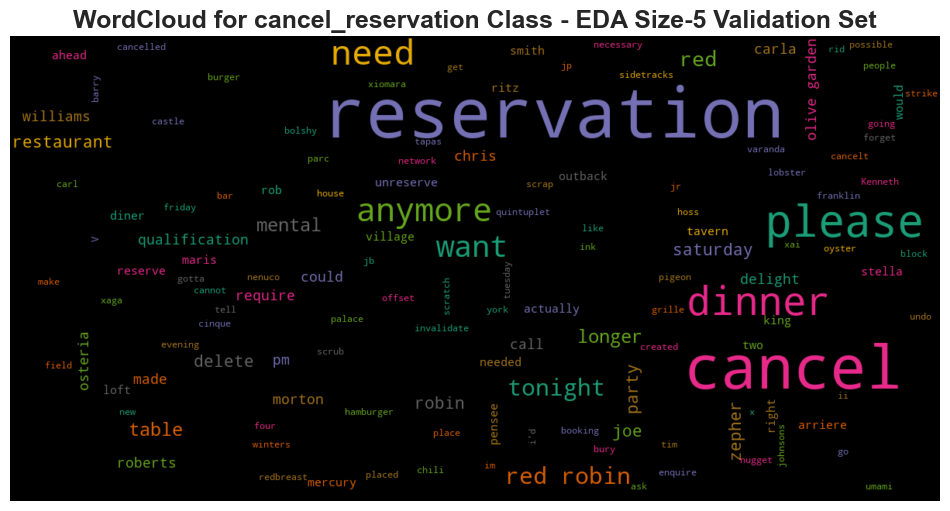 WordCloud for cancel_reservation Class - EDA Size-5 Validation Set
ahead
cancelled
need
smith
necessary
carla
possible
red
olive garden
get
jp
sidetracks
people
rid
burger
xiomara
ritz
barry
would
strike
williams
castle
bolshy
reservation
going
forget
restaurant
tapas
varanda
cancelt
parc
network
chris
outback
lobster
Kenneth
carl
rob
unreserve
scrap
jr
franklin
bar
house
friday
diner
mental
anymore
quintuplet
hoss
please
>
qualification
village
want
like
ink
tavern
saturday
xai
oyster
block
maris
jb
reserve
gotta
nenuco
could
tuesday
pigeon
delight
stella
make
cannot
require
offset
scratch
xaga
tell
actually
york
grille
dinner
king
undo
cinque
palace
invalidate
evening
scrub
call
longer
created
two
osteria
field
delete
pm
needed
cancel
loft
made
tonight
party
ii
new
morton
hamburger
robin
zepher
right
x
table
four
place
pensee
p.i
booking
joe
tim
johnsons
arriere
winters
bury
go
roberts
redbreast
placed
chili
im
red robin
enquire
nugget
mercury
ask
umami